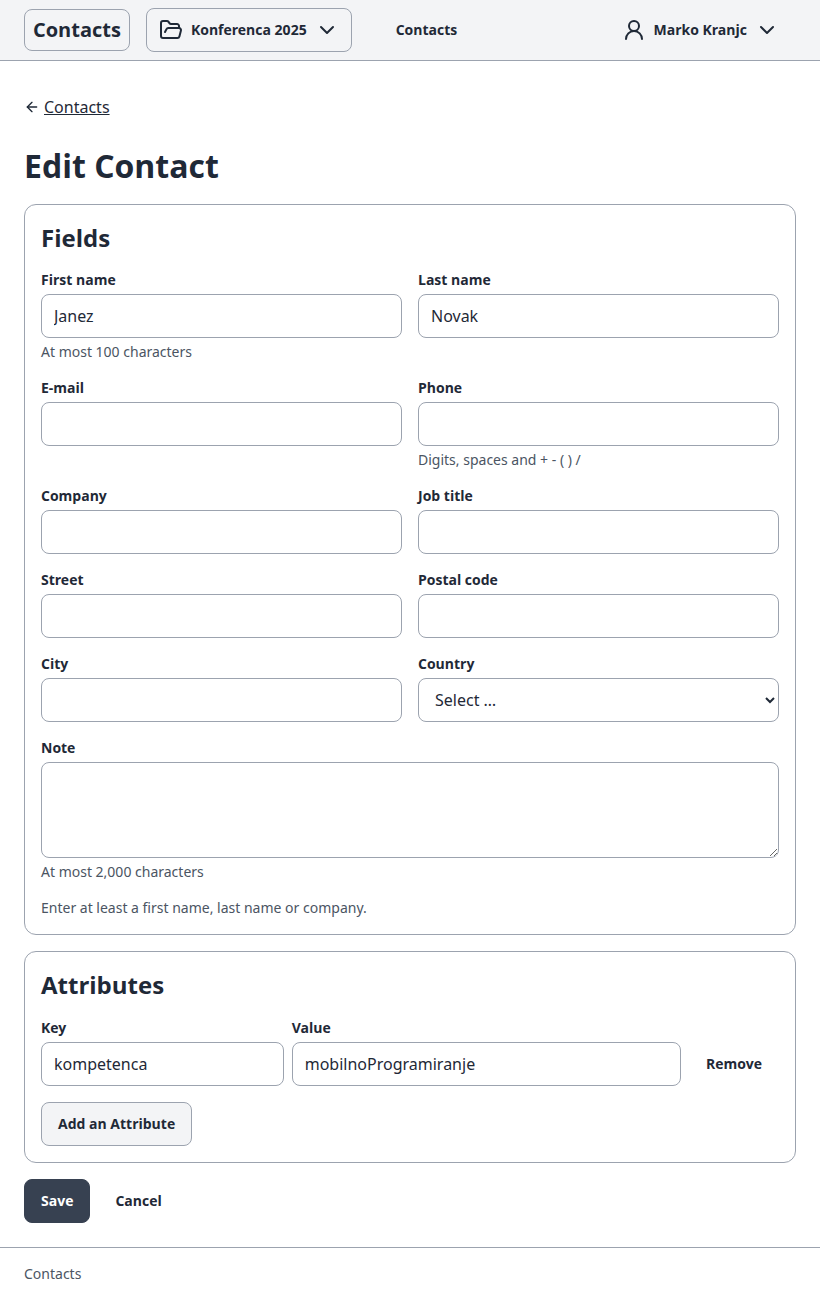 Contacts Konferenca 2025 Contacts Marko Kranjc
← Contacts
Edit Contact
Fields
First name Last name
Janez Novak
At most 100 characters
E-mail Phone
Digits, spaces and + - ( ) /
Company Job title
Street Postal code
City Country
Select ...
Note
At most 2,000 characters
Enter at least a first name, last name or company.
Attributes
Key Value
kompetenca mobilnoProgramiranje Remove
Add an Attribute
Save Cancel
Contacts